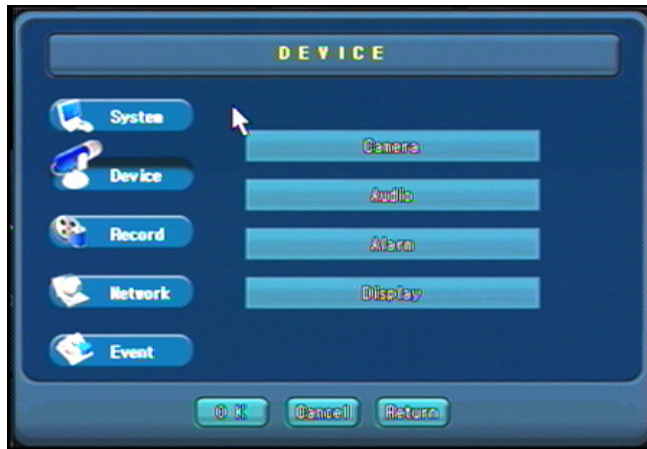 DEVICE
System
Device
Record
Network
Event
Camera
Audio
Alarm
Display
OK
Cancel
Return